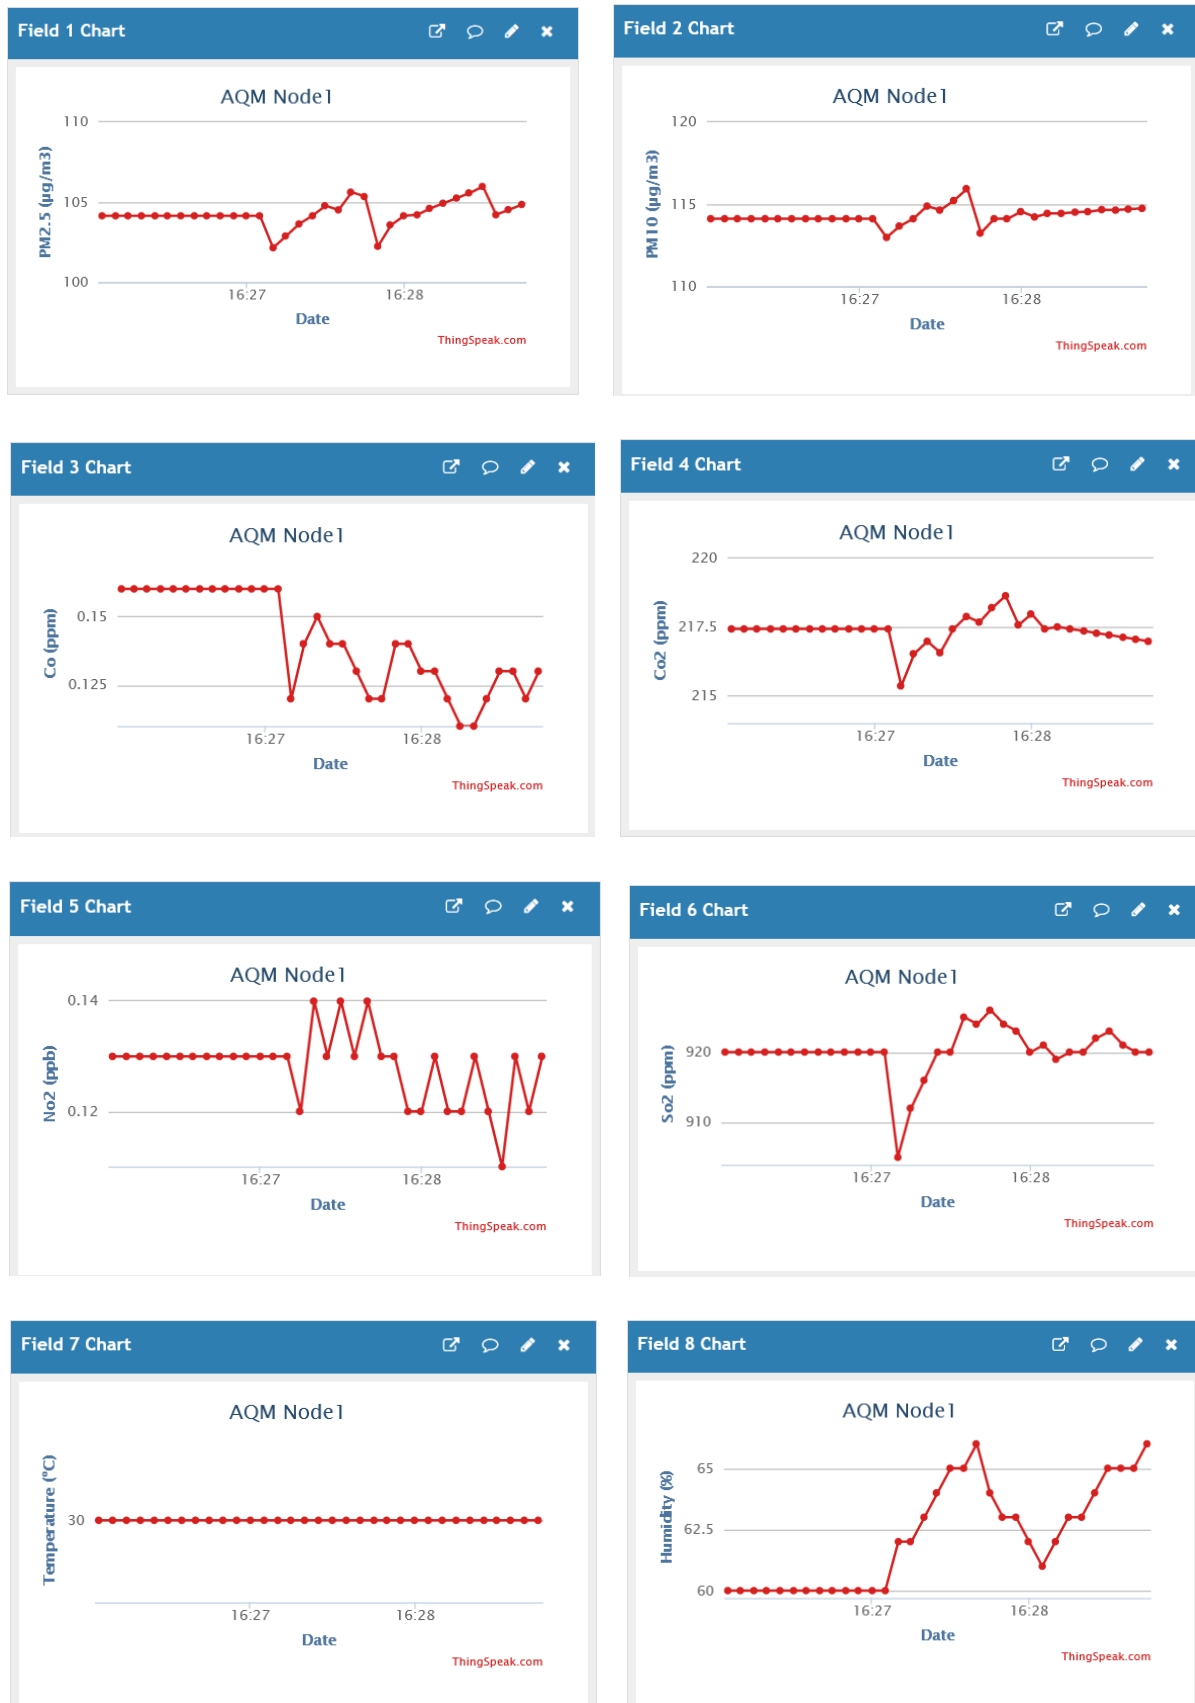 Field 1 Chart
AQM Node1
110
105
100
PM2.5 (µg/m3)
16:27
16:28
Date
ThingSpeak.com
Field 2 Chart
AQM Node1
120
115
110
PM10 (µg/m3)
16:27
16:28
Date
ThingSpeak.com
Field 3 Chart
AQM Node1
0.15
0.125
Co (ppm)
16:27
16:28
Date
ThingSpeak.com
Field 4 Chart
AQM Node1
220
217.5
215
Co2 (ppm)
16:27
16:28
Date
ThingSpeak.com
Field 5 Chart
AQM Node1
0.14
0.12
No2 (ppb)
16:27
16:28
Date
ThingSpeak.com
Field 6 Chart
AQM Node1
920
910
So2 (ppm)
16:27
16:28
Date
ThingSpeak.com
Field 7 Chart
AQM Node1
30
Temperature (°C)
16:27
16:28
Date
ThingSpeak.com
Field 8 Chart
AQM Node1
65
62.5
60
Humidity (%)
16:27
16:28
Date
ThingSpeak.com